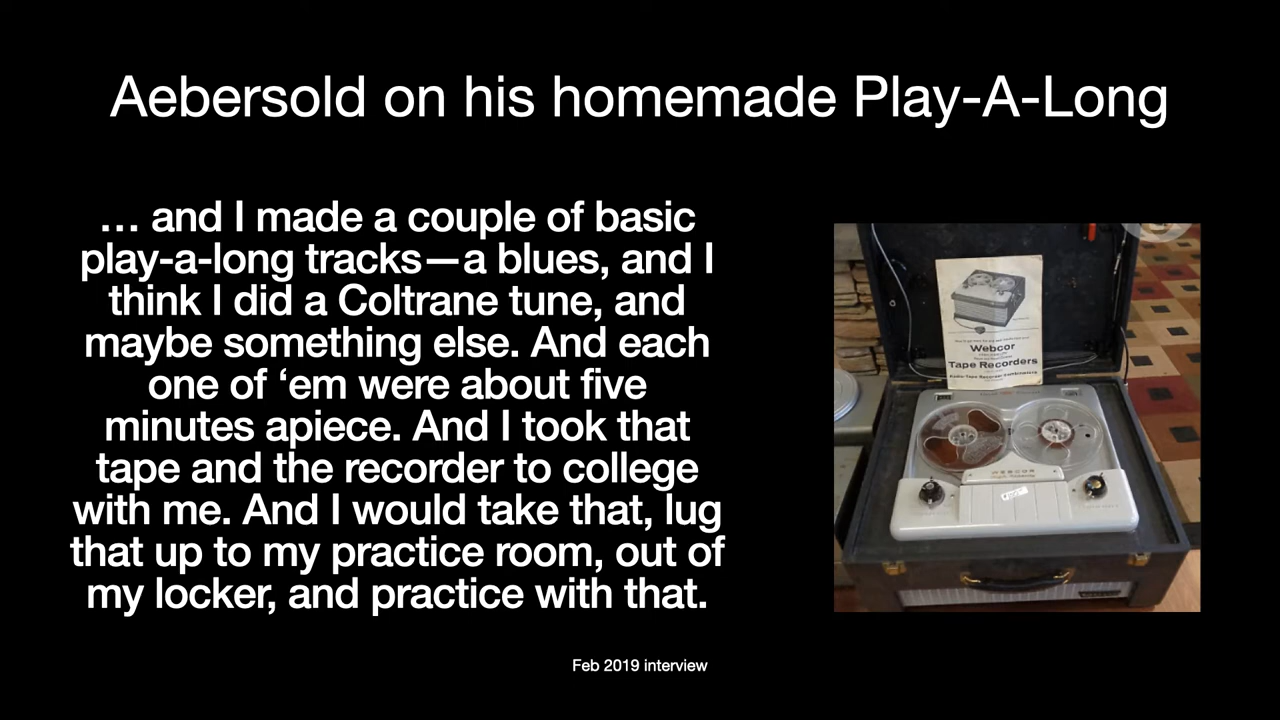 Aebersold on his homemade Play-A-Long
… and I made a couple of basic
play-a-long tracks—a blues, and I
think I did a Coltrane tune, and
maybe something else. And each
one of ‘em were about five
minutes apiece. And I took that
tape and the recorder to college
with me. And I would take that, lug
that up to my practice room, out of
my locker, and practice with that.
Webcor
Tape Recorders
WEBCOR
Feb 2019 interview